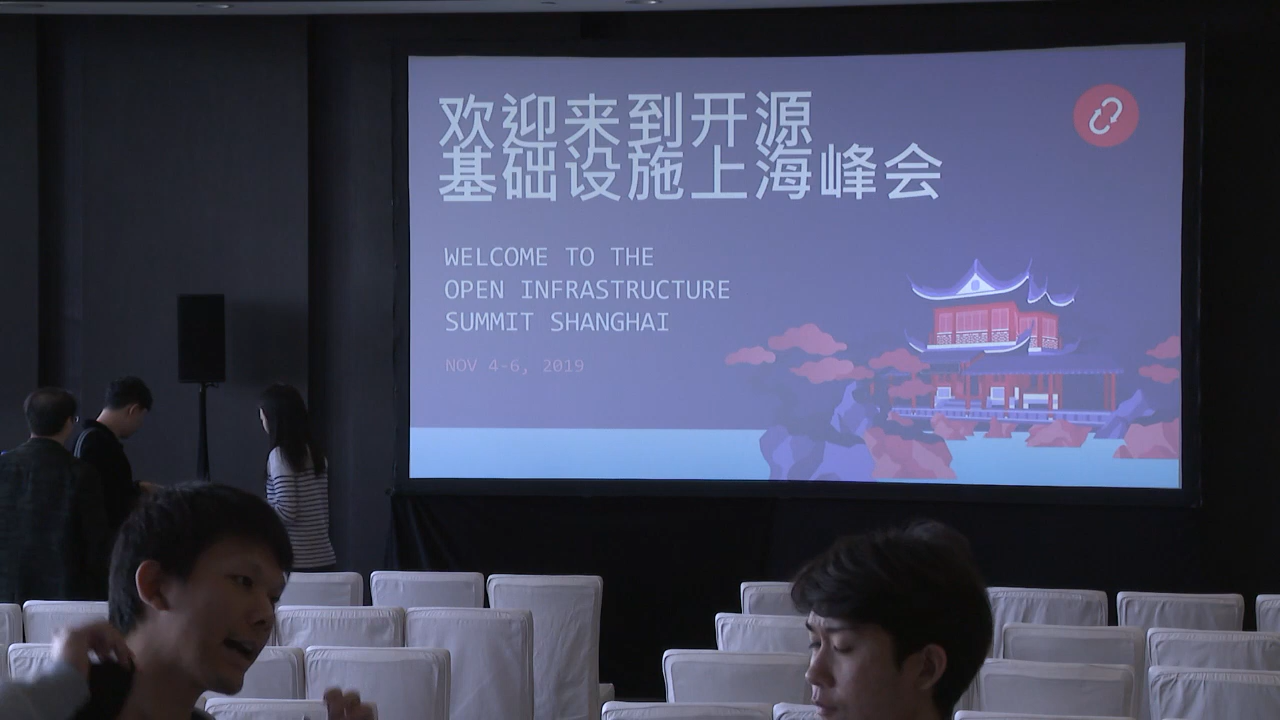 欢迎来到开源
基础设施上海峰会
WELCOME TO THE
OPEN INFRASTRUCTURE
SUMMIT SHANGHAI
NOV 4-6, 2019